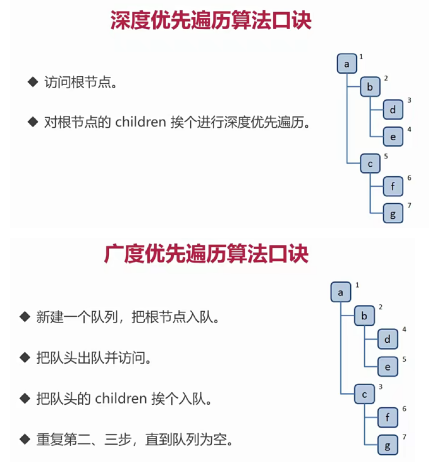 深度优先遍历算法口诀
◆ 访问根节点。
◆ 对根节点的 children 挨个进行深度优先遍历。
a 1
b 2
d 3
e 4
c 5
f 6
g 7
广度优先遍历算法口诀
◆ 新建一个队列，把根节点入队。
◆ 把队头出队并访问。
◆ 把队头的 children 挨个入队。
◆ 重复第二、三步，直到队列为空。
a 1
b 2
d 4
e 5
c 3
f 6
g 7